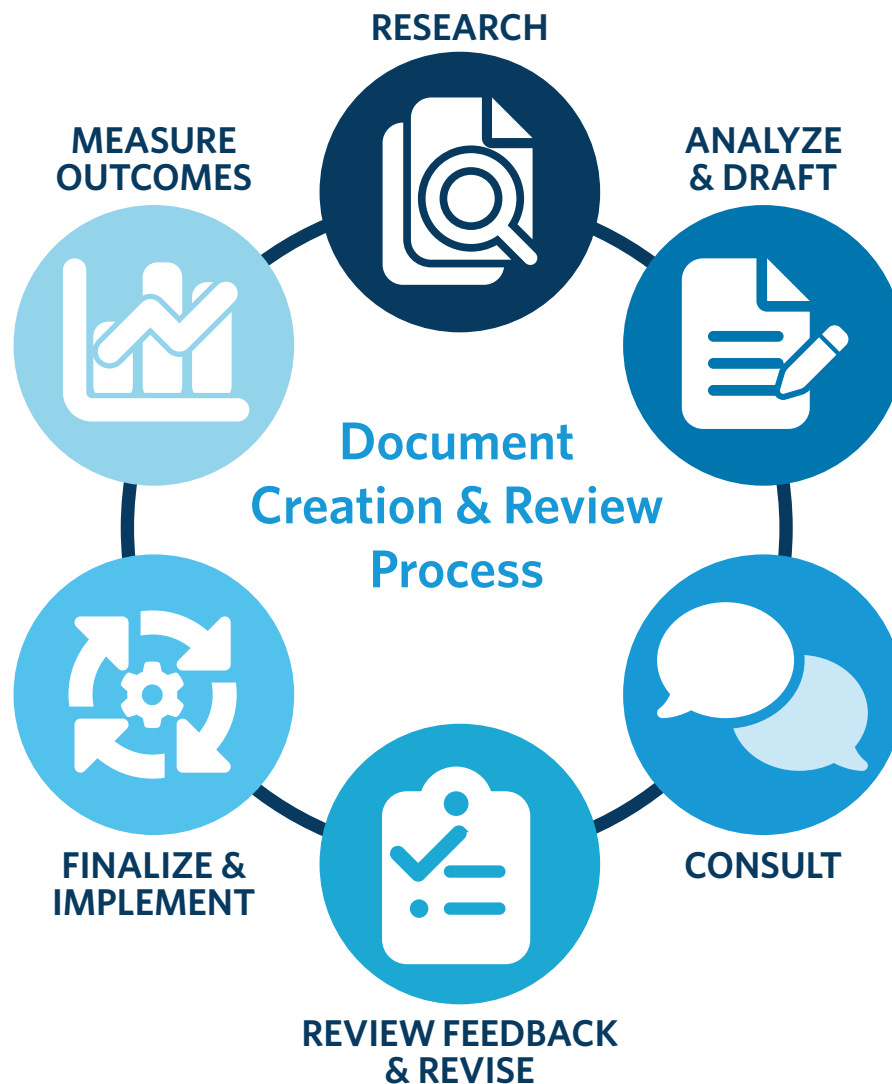 RESEARCH
ANALYZE
& DRAFT
CONSULT
REVIEW FEEDBACK
& REVISE
FINALIZE &
IMPLEMENT
MEASURE
OUTCOMES
Document
Creation & Review
Process